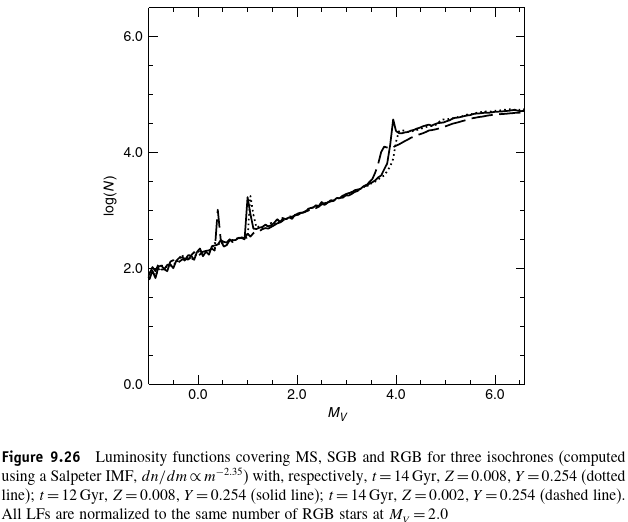 6.0
4.0
log(N)
2.0
0.0
0.0 2.0 4.0 6.0
M_V
Figure 9.26 Luminosity functions covering MS, SGB and RGB for three isochrones (computed
using a Salpeter IMF, dn/dm ∝ m^−2.35) with, respectively, t = 14 Gyr, Z = 0.008, Y = 0.254 (dotted
line); t = 12 Gyr, Z = 0.008, Y = 0.254 (solid line); t = 14 Gyr, Z = 0.002, Y = 0.254 (dashed line).
All LFs are normalized to the same number of RGB stars at M_V = 2.0